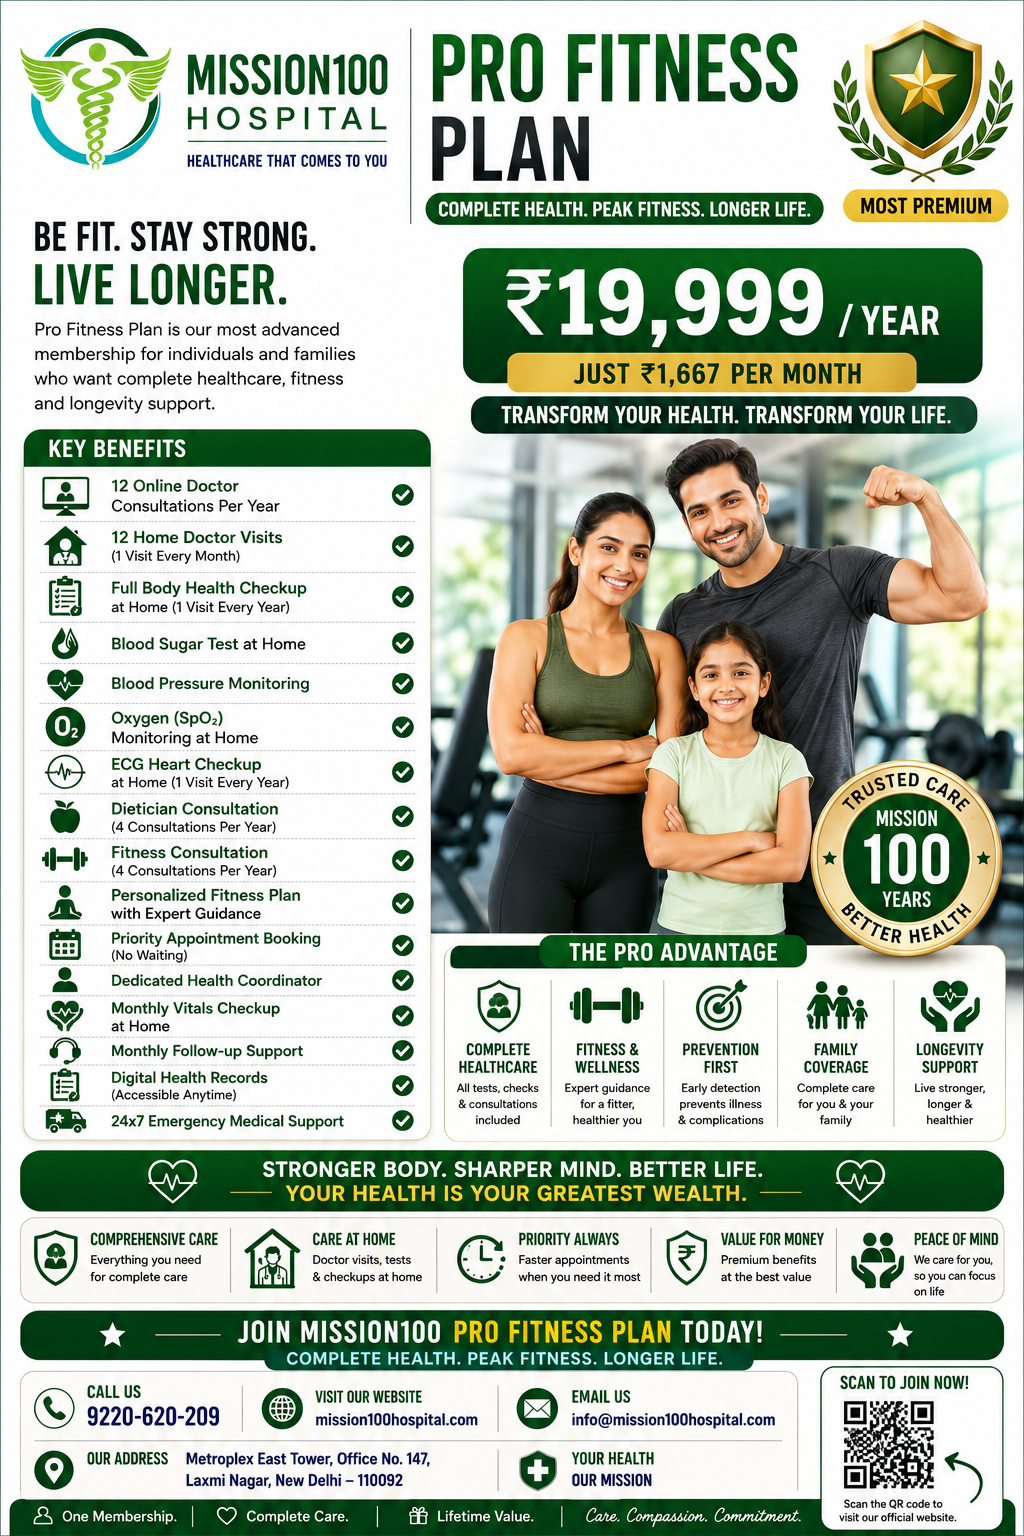 MISSION100
HOSPITAL
HEALTHCARE THAT COMES TO YOU
PRO FITNESS
PLAN
COMPLETE HEALTH. PEAK FITNESS. LONGER LIFE.
MOST PREMIUM
BE FIT. STAY STRONG.
LIVE LONGER.
Pro Fitness Plan is our most advanced
membership for individuals and families
who want complete healthcare, fitness
and longevity support.
₹19,999 / YEAR
JUST ₹1,667 PER MONTH
TRANSFORM YOUR HEALTH. TRANSFORM YOUR LIFE.
KEY BENEFITS
12 Online Doctor
Consultations Per Year
12 Home Doctor Visits
(1 Visit Every Month)
Full Body Health Checkup
at Home (1 Visit Every Year)
Blood Sugar Test at Home
Blood Pressure Monitoring
O₂
Oxygen (SpO₂)
Monitoring at Home
ECG Heart Checkup
at Home (1 Visit Every Year)
Dietician Consultation
(4 Consultations Per Year)
Fitness Consultation
(4 Consultations Per Year)
Personalized Fitness Plan
with Expert Guidance
Priority Appointment Booking
(No Waiting)
Dedicated Health Coordinator
Monthly Vitals Checkup
at Home
Monthly Follow-up Support
Digital Health Records
(Accessible Anytime)
24x7 Emergency Medical Support
TRUSTED CARE
MISSION
100
YEARS
BETTER HEALTH
THE PRO ADVANTAGE
COMPLETE
HEALTHCARE
All tests, checks
& consultations
included
FITNESS &
WELLNESS
Expert guidance
for a fitter,
healthier you
PREVENTION
FIRST
Early detection
prevents illness
& complications
FAMILY
COVERAGE
Complete care
for you & your
family
LONGEVITY
SUPPORT
Live stronger,
longer &
healthier
STRONGER BODY. SHARPER MIND. BETTER LIFE.
YOUR HEALTH IS YOUR GREATEST WEALTH.
COMPREHENSIVE CARE
Everything you need
for complete care
CARE AT HOME
Doctor visits, tests
& checkups at home
PRIORITY ALWAYS
Faster appointments
when you need it most
₹
VALUE FOR MONEY
Premium benefits
at the best value
PEACE OF MIND
We care for you,
so you can focus
on life
JOIN MISSION100 PRO FITNESS PLAN TODAY!
COMPLETE HEALTH. PEAK FITNESS. LONGER LIFE.
CALL US
9220-620-209
VISIT OUR WEBSITE
mission100hospital.com
EMAIL US
info@mission100hospital.com
OUR ADDRESS
Metroplex East Tower, Office No. 147,
Laxmi Nagar, New Delhi – 110092
YOUR HEALTH
OUR MISSION
SCAN TO JOIN NOW!
Scan the QR code to
visit our official website.
One Membership.
Complete Care.
Lifetime Value.
Care. Compassion. Commitment.